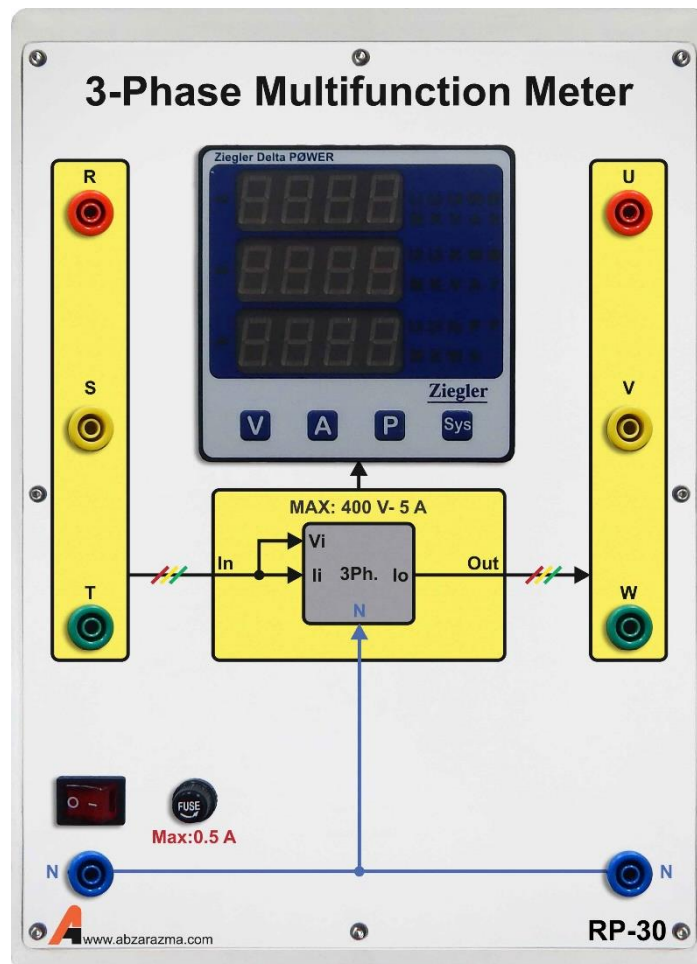 3-Phase Multifunction Meter
Ziegler Delta PØWER
R
U
Ziegler
S
V
V A P Sys
MAX: 400 V- 5 A
In
Vi
Ii 3Ph. Io
Out
N
T
W
O -
FUSE
Max:0.5 A
N
N
www.abzarazma.com
RP-30